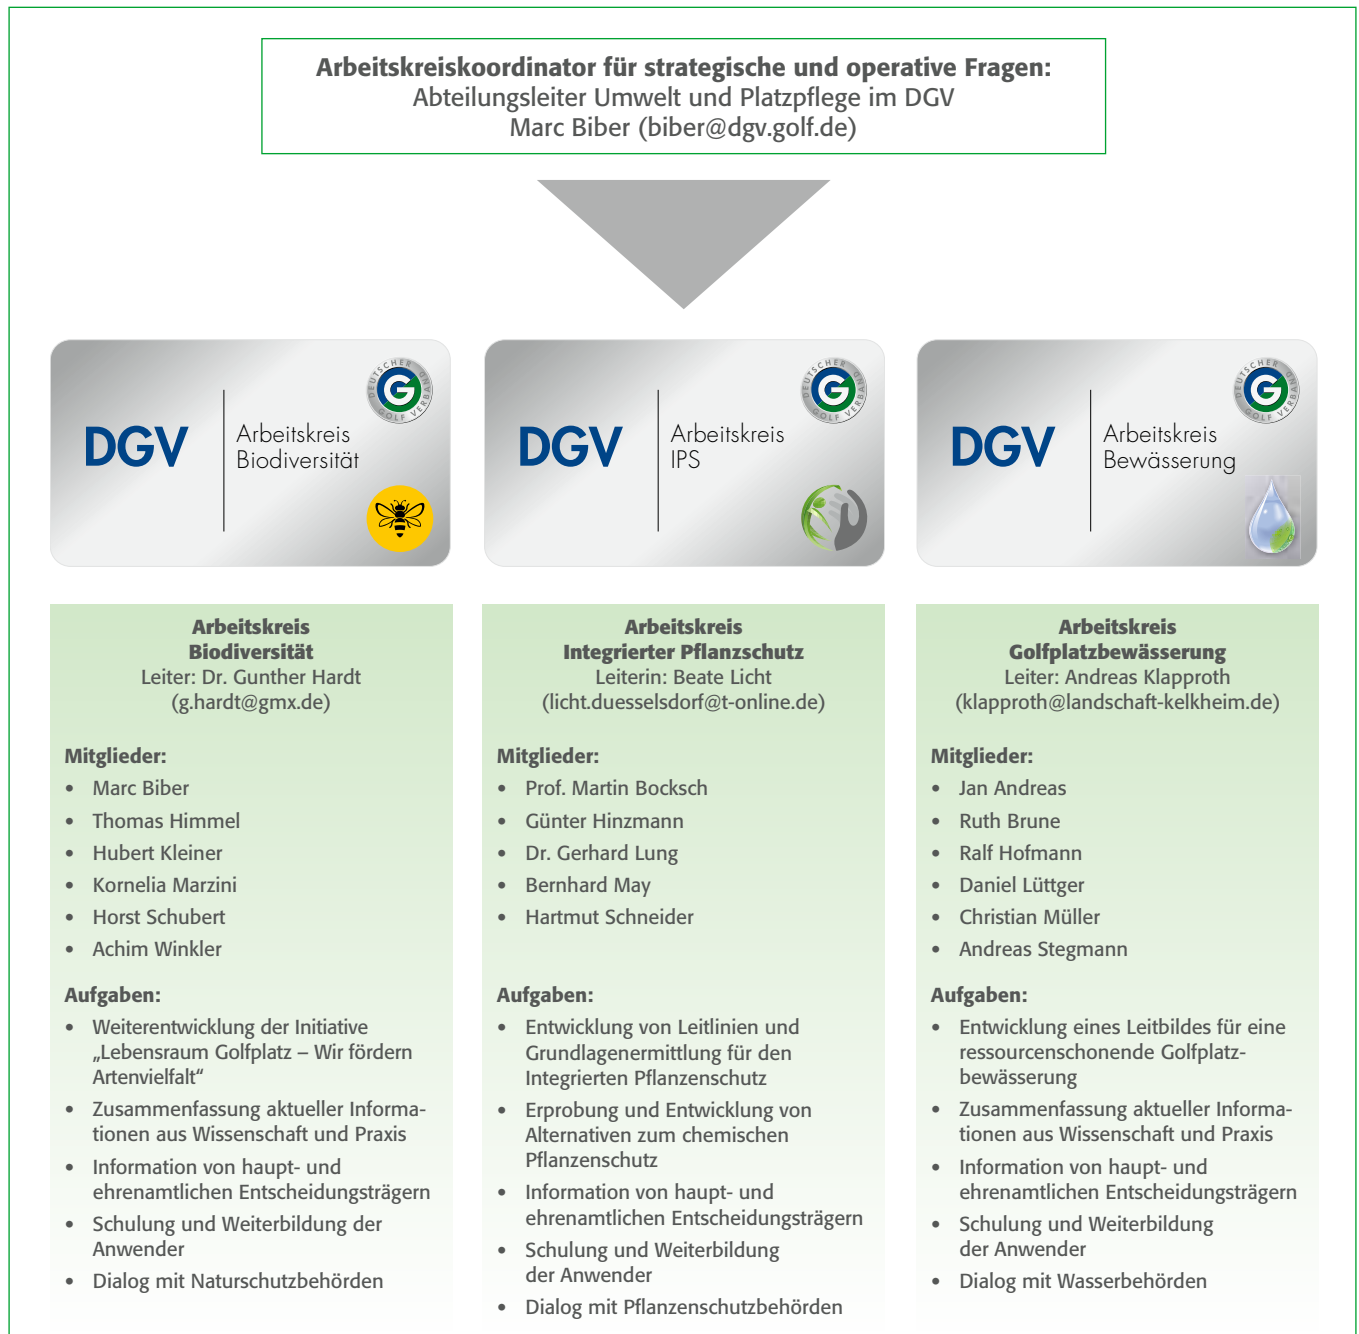 Arbeitskreiskoordinator für strategische und operative Fragen:
Abteilungsleiter Umwelt und Platzpflege im DGV
Marc Biber (biber@dgv.golf.de)
DEUTSCHER GOLF VERBAND
G
DGV
Arbeitskreis
Biodiversität
DEUTSCHER GOLF VERBAND
G
DGV
Arbeitskreis
IPS
DEUTSCHER GOLF VERBAND
G
DGV
Arbeitskreis
Bewässerung
Arbeitskreis
Biodiversität
Leiter: Dr. Gunther Hardt
(g.hardt@gmx.de)
Mitglieder:
• Marc Biber
• Thomas Himmel
• Hubert Kleiner
• Kornelia Marzini
• Horst Schubert
• Achim Winkler
Aufgaben:
• Weiterentwicklung der Initiative
„Lebensraum Golfplatz – Wir fördern
Artenvielfalt“
• Zusammenfassung aktueller Informa-
tionen aus Wissenschaft und Praxis
• Information von haupt- und
ehrenamtlichen Entscheidungsträgern
• Schulung und Weiterbildung der
Anwender
• Dialog mit Naturschutzbehörden
Arbeitskreis
Integrierter Pflanzschutz
Leiterin: Beate Licht
(licht.duesselsdorf@t-online.de)
Mitglieder:
• Prof. Martin Bocksch
• Günter Hinzmann
• Dr. Gerhard Lung
• Bernhard May
• Hartmut Schneider
Aufgaben:
• Entwicklung von Leitlinien und
Grundlagenermittlung für den
Integrierten Pflanzenschutz
• Erprobung und Entwicklung von
Alternativen zum chemischen
Pflanzenschutz
• Information von haupt- und
ehrenamtlichen Entscheidungsträgern
• Schulung und Weiterbildung
der Anwender
• Dialog mit Pflanzenschutzbehörden
Arbeitskreis
Golfplatzbewässerung
Leiter: Andreas Klapproth
(klapproth@landschaft-kelkheim.de)
Mitglieder:
• Jan Andreas
• Ruth Brune
• Ralf Hofmann
• Daniel Lüttger
• Christian Müller
• Andreas Stegmann
Aufgaben:
• Entwicklung eines Leitbildes für eine
ressourcenschonende Golfplatz-
bewässerung
• Zusammenfassung aktueller Informa-
tionen aus Wissenschaft und Praxis
• Information von haupt- und
ehrenamtlichen Entscheidungsträgern
• Schulung und Weiterbildung
der Anwender
• Dialog mit Wasserbehörden